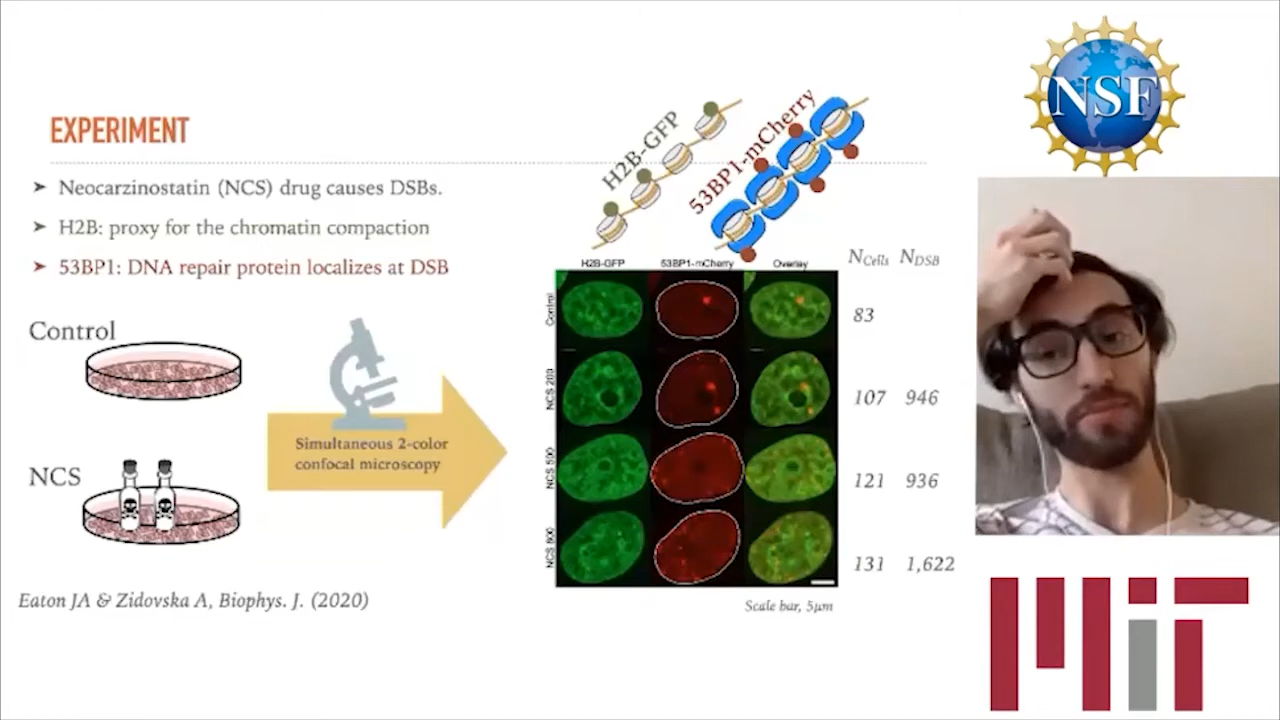 NSF
EXPERIMENT
H2B-GFP
53BP1-mCherry
➤ Neocarzinostatin (NCS) drug causes DSBs.
➤ H2B: proxy for the chromatin compaction
➤ 53BP1: DNA repair protein localizes at DSB
H2B-GFP 53BP1-mCherry Overlay
NCells NDSB
Control
Control
83
NCS 200
107 946
Simultaneous 2-color
confocal microscopy
NCS
NCS 500
121 936
NCS 800
131 1,622
Eaton JA & Zidovska A, Biophys. J. (2020)
Scale bar, 5µm
MiT